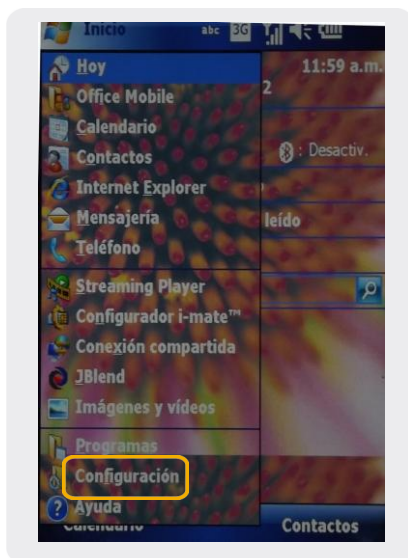 Inicio abc 3G
Hoy 11:59 a.m.
Office Mobile 2
Calendario
Contactos : Desactiv.
Internet Explorer
Mensajería leído
Teléfono
Streaming Player
Configurador i-mate™
Conexión compartida
JBlend
Imágenes y vídeos
Programas
Configuración
Ayuda
Calendario Contactos